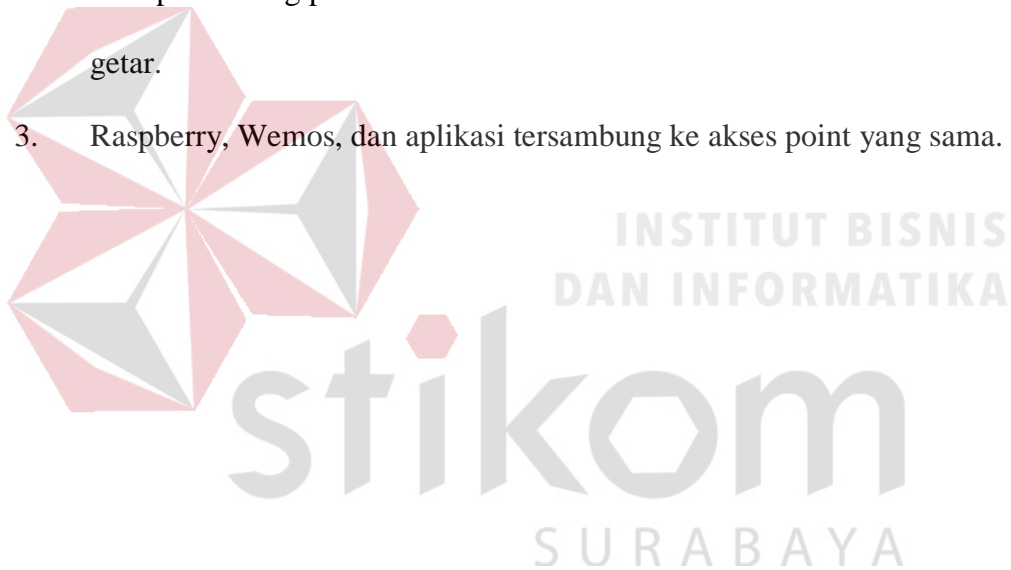 getar.
3. Raspberry, Wemos, dan aplikasi tersambung ke akses point yang sama.
INSTITUT BISNIS
DAN INFORMATIKA
stikom
SURABAYA